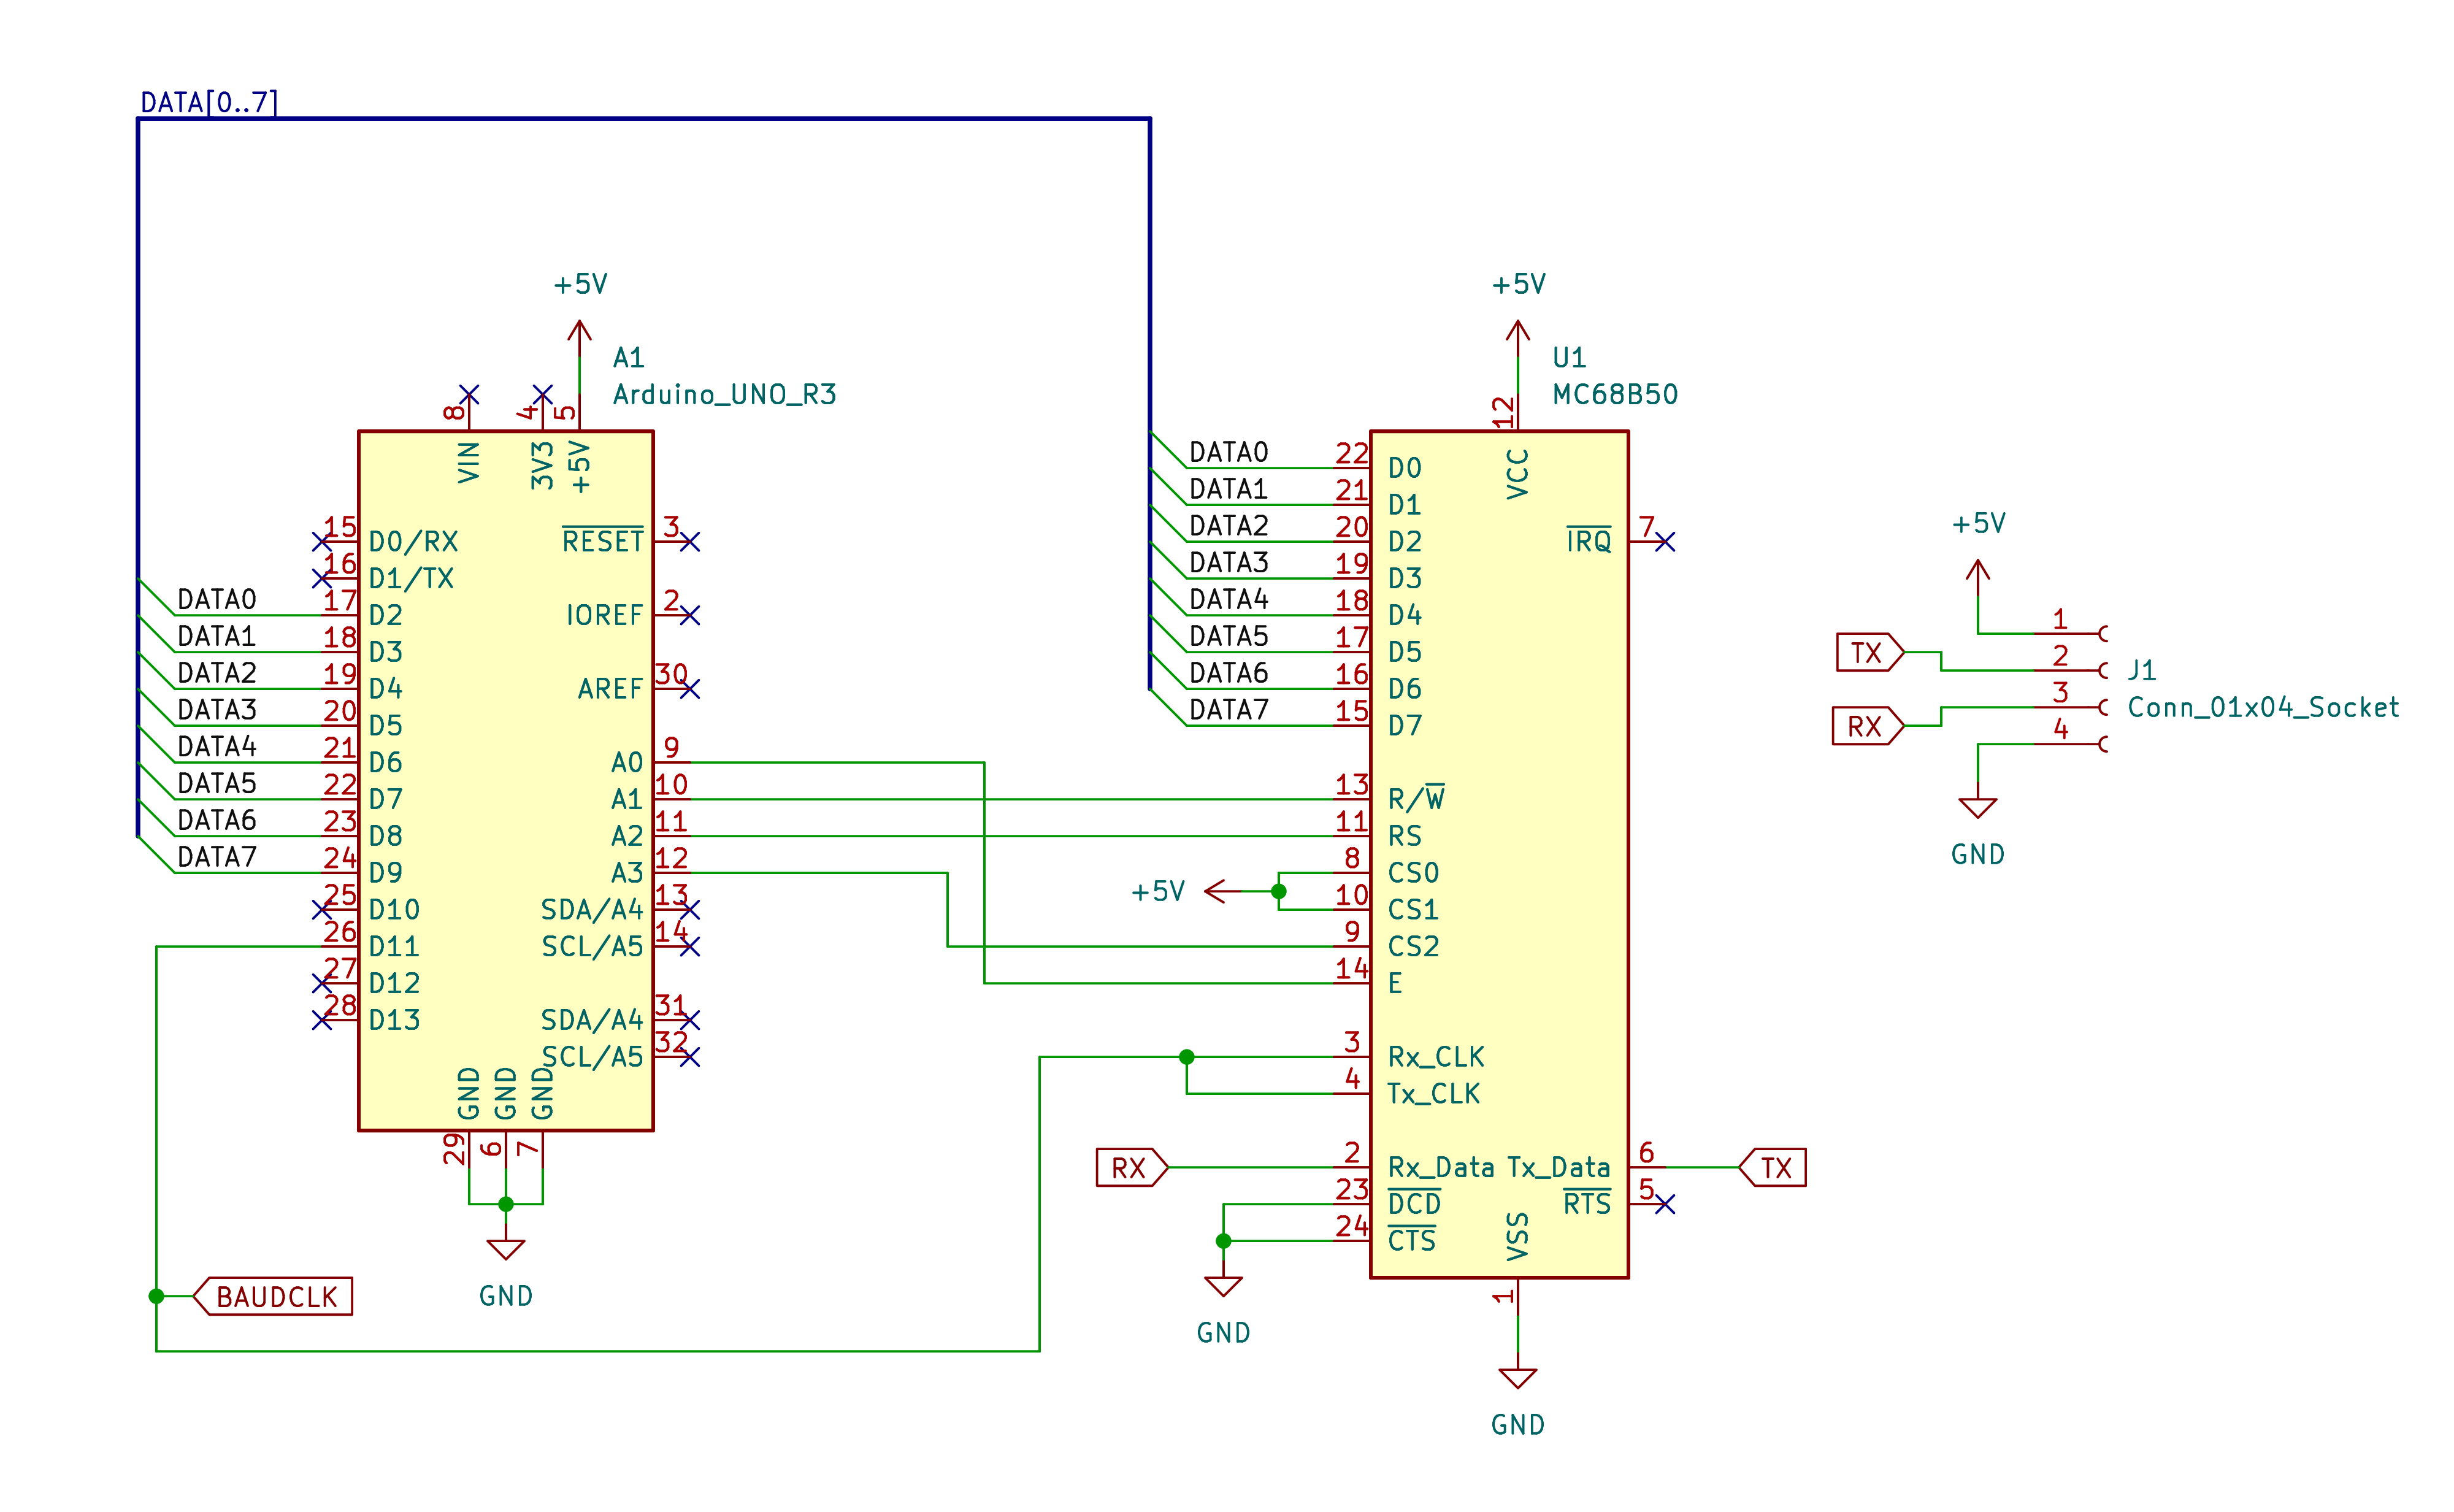 DATA[0..7]
+5V
A1
Arduino_UNO_R3
8
4
5
VIN
3V3
+5V
15 D0/RX
16 D1/TX
DATA0 17 D2
DATA1 18 D3
DATA2 19 D4
DATA3 20 D5
DATA4 21 D6
DATA5 22 D7
DATA6 23 D8
DATA7 24 D9
25 D10
26 D11
27 D12
28 D13
RESET 3
IOREF 2
AREF 30
A0 9
A1 10
A2 11
A3 12
SDA/A4 13
SCL/A5 14
SDA/A4 31
SCL/A5 32
GND
GND
GND
29
6
7
GND
BAUDCLK
+5V
U1
MC68B50
12
VCC
DATA0 22 D0
DATA1 21 D1
DATA2 20 D2
DATA3 19 D3
DATA4 18 D4
DATA5 17 D5
DATA6 16 D6
DATA7 15 D7
13 R/W
11 RS
8 CS0
+5V
10 CS1
9 CS2
14 E
3 Rx_CLK
4 Tx_CLK
RX 2 Rx_Data
23 DCD
24 CTS
GND
IRQ 7
Tx_Data 6 TX
RTS 5
VSS
1
GND
+5V
1
TX 2
RX 3
4
J1
Conn_01x04_Socket
GND